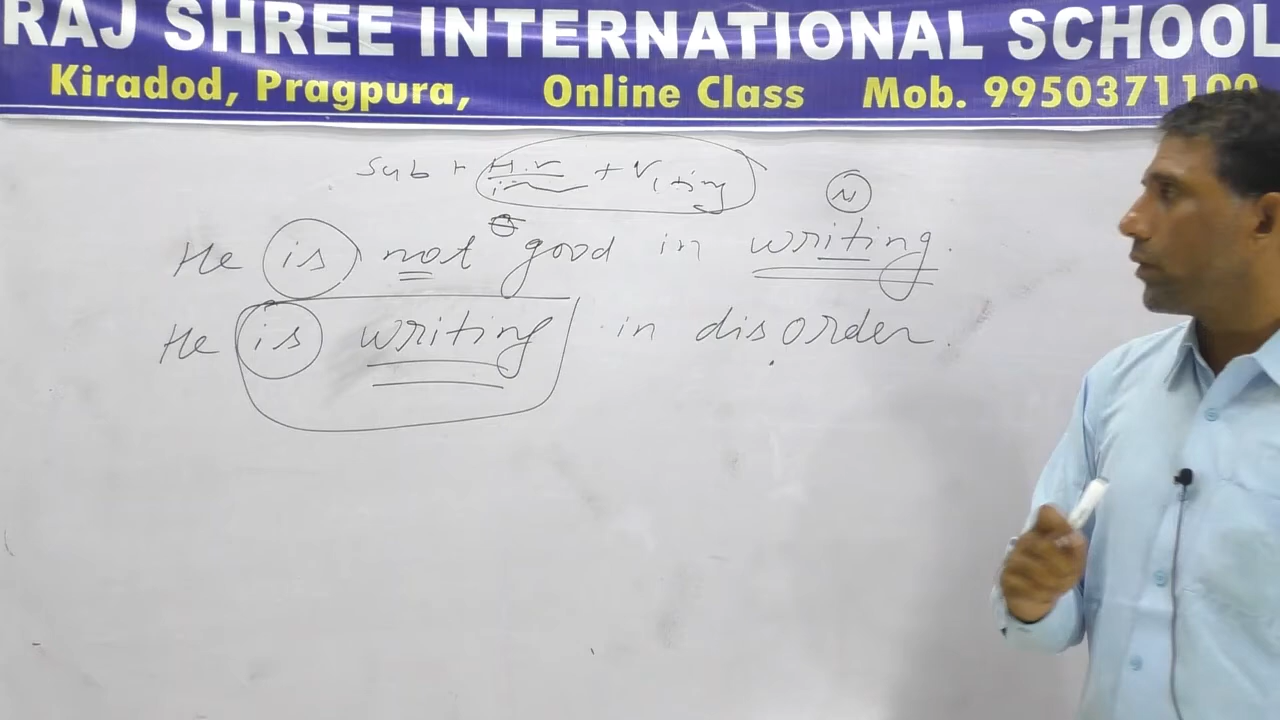 RAJ SHREE INTERNATIONAL SCHOOL
Kiradod, Pragpura, Online Class Mob. 9950371100
Sub + H.V + V1 + ing
N
He is not good in writing.
He is writing in disorder.